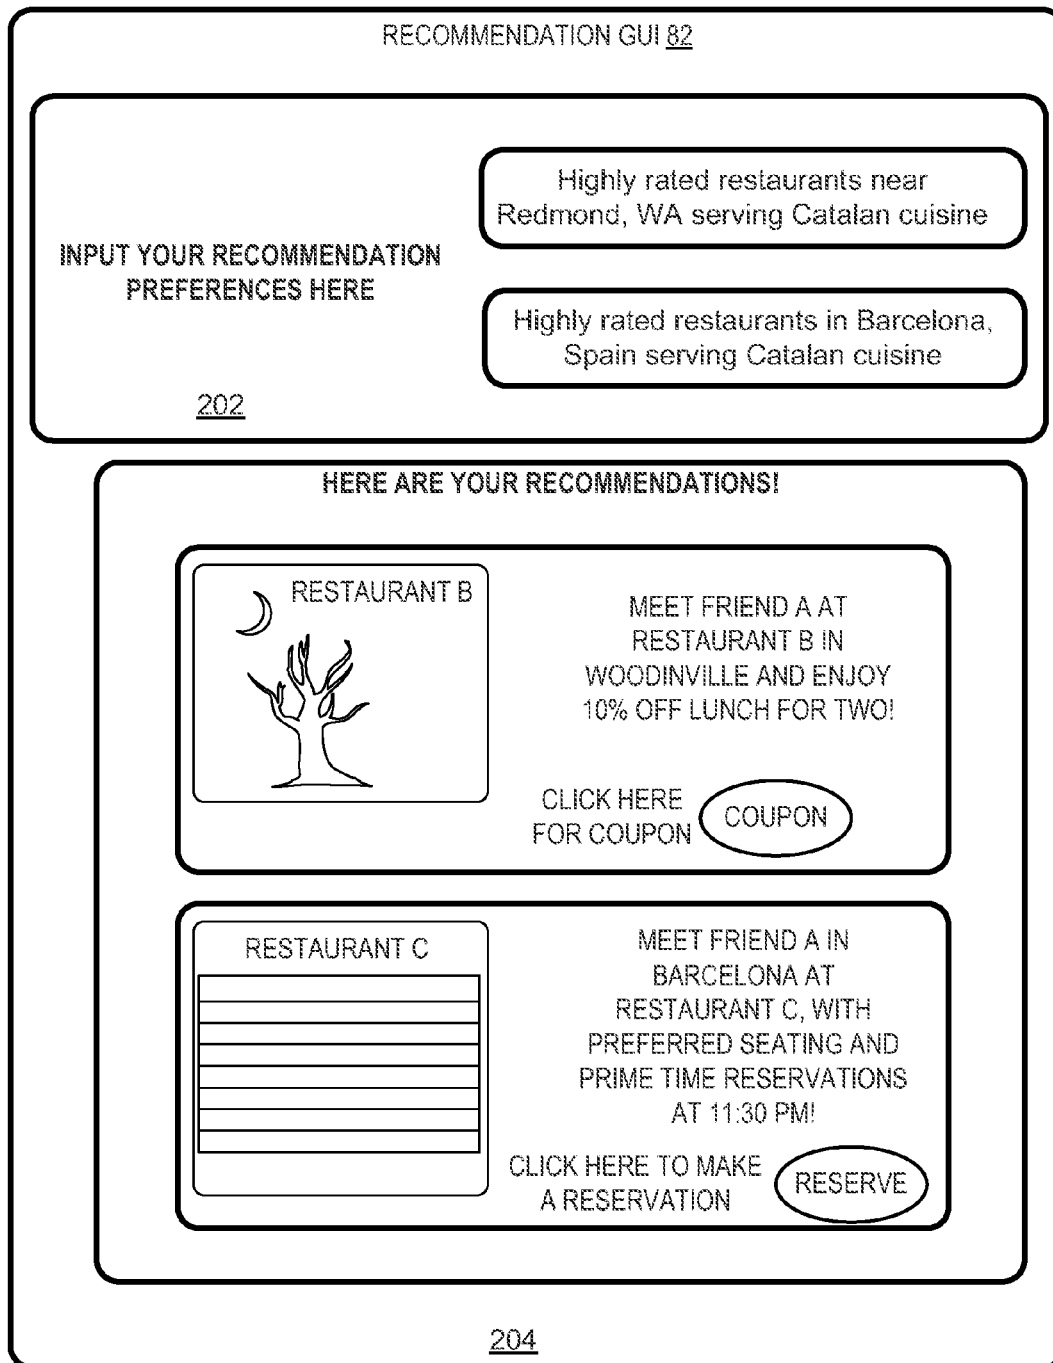 RECOMMENDATION GUI 82
INPUT YOUR RECOMMENDATION
PREFERENCES HERE
202
Highly rated restaurants near
Redmond, WA serving Catalan cuisine
Highly rated restaurants in Barcelona,
Spain serving Catalan cuisine
HERE ARE YOUR RECOMMENDATIONS!
RESTAURANT B
MEET FRIEND A AT
RESTAURANT B IN
WOODINVILLE AND ENJOY
10% OFF LUNCH FOR TWO!
CLICK HERE
FOR COUPON
COUPON
RESTAURANT C
MEET FRIEND A IN
BARCELONA AT
RESTAURANT C, WITH
PREFERRED SEATING AND
PRIME TIME RESERVATIONS
AT 11:30 PM!
CLICK HERE TO MAKE
A RESERVATION
RESERVE
204